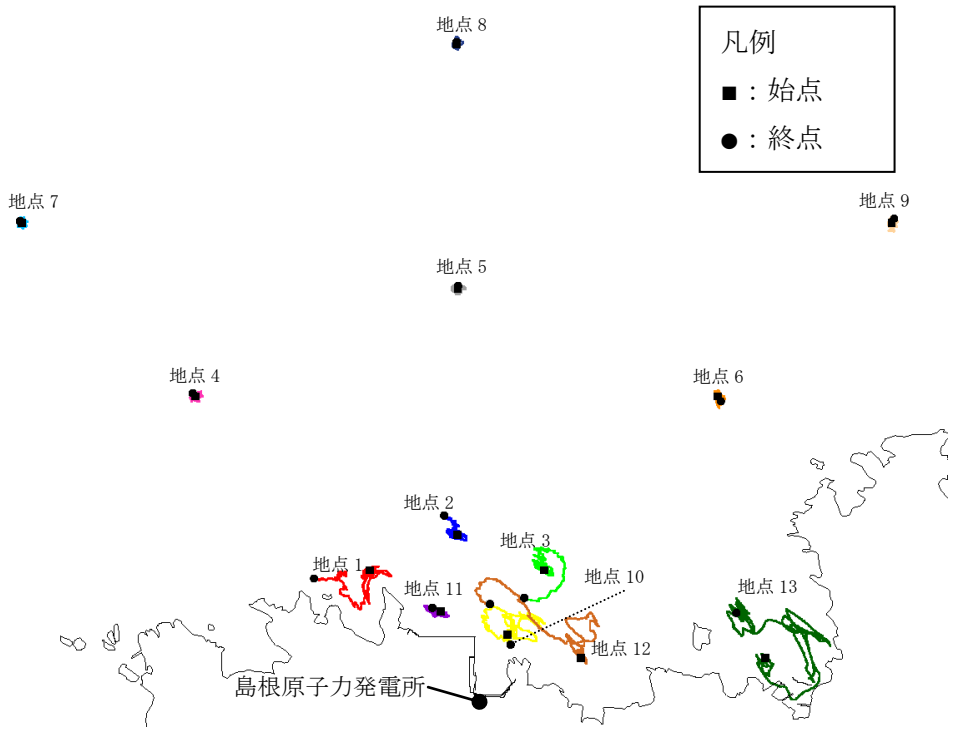 地点 8
凡例
■：始点
●：終点
地点 7
地点 9
地点 5
地点 4
地点 6
地点 2
地点 3
地点 1
地点 10
地点 11
地点 13
地点 12
島根原子力発電所